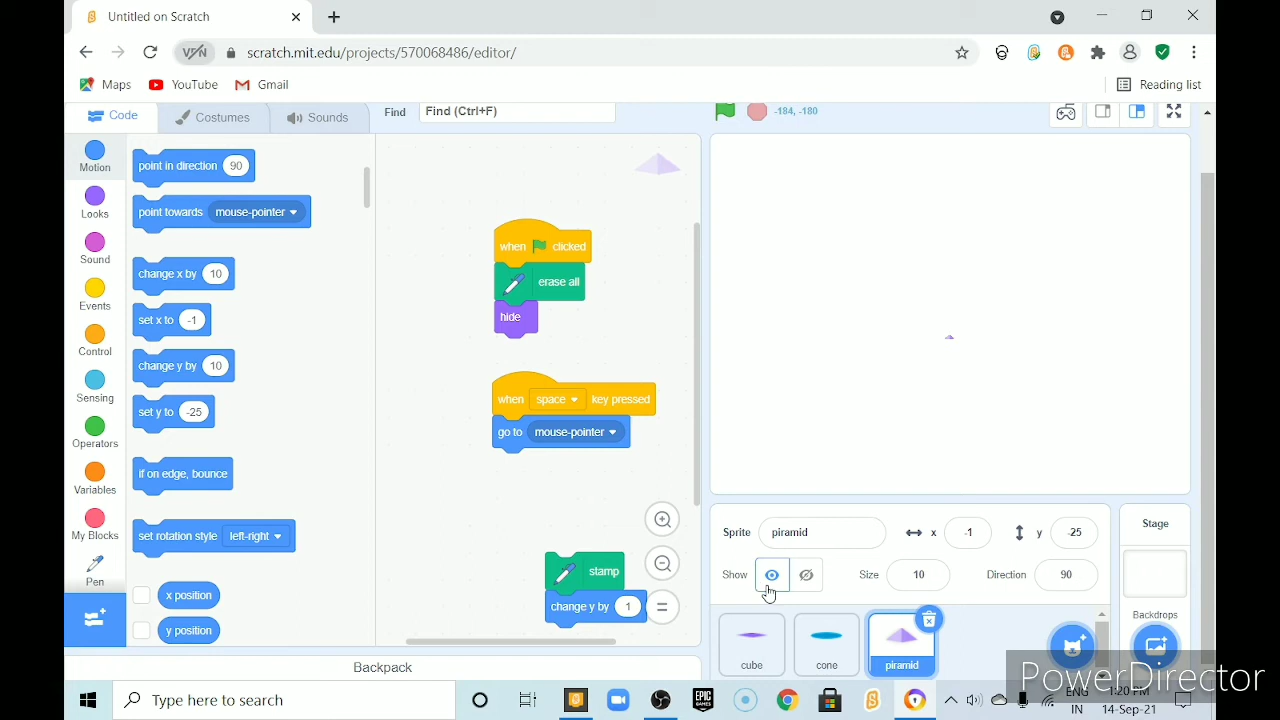 Untitled on Scratch
VPN
scratch.mit.edu/projects/570068486/editor/
Maps YouTube Gmail Reading list
Code Costumes Sounds Find Find (Ctrl+F) -184, -180
Motion
Looks
Sound
Events
Control
Sensing
Operators
Variables
My Blocks
Pen
point in direction 90
point towards mouse-pointer
change x by 10
set x to -1
change y by 10
set y to -25
if on edge, bounce
set rotation style left-right
x position
y position
when clicked
erase all
hide
when space key pressed
go to mouse-pointer
stamp
change y by 1
Backpack
Sprite piramid x -1 y -25
Show Size 10 Direction 90
cube cone piramid
Stage
Backdrops
PowerDirector
Type here to search
EPIC GAMES
ENG 1:20 PM
IN 14-Sep-21